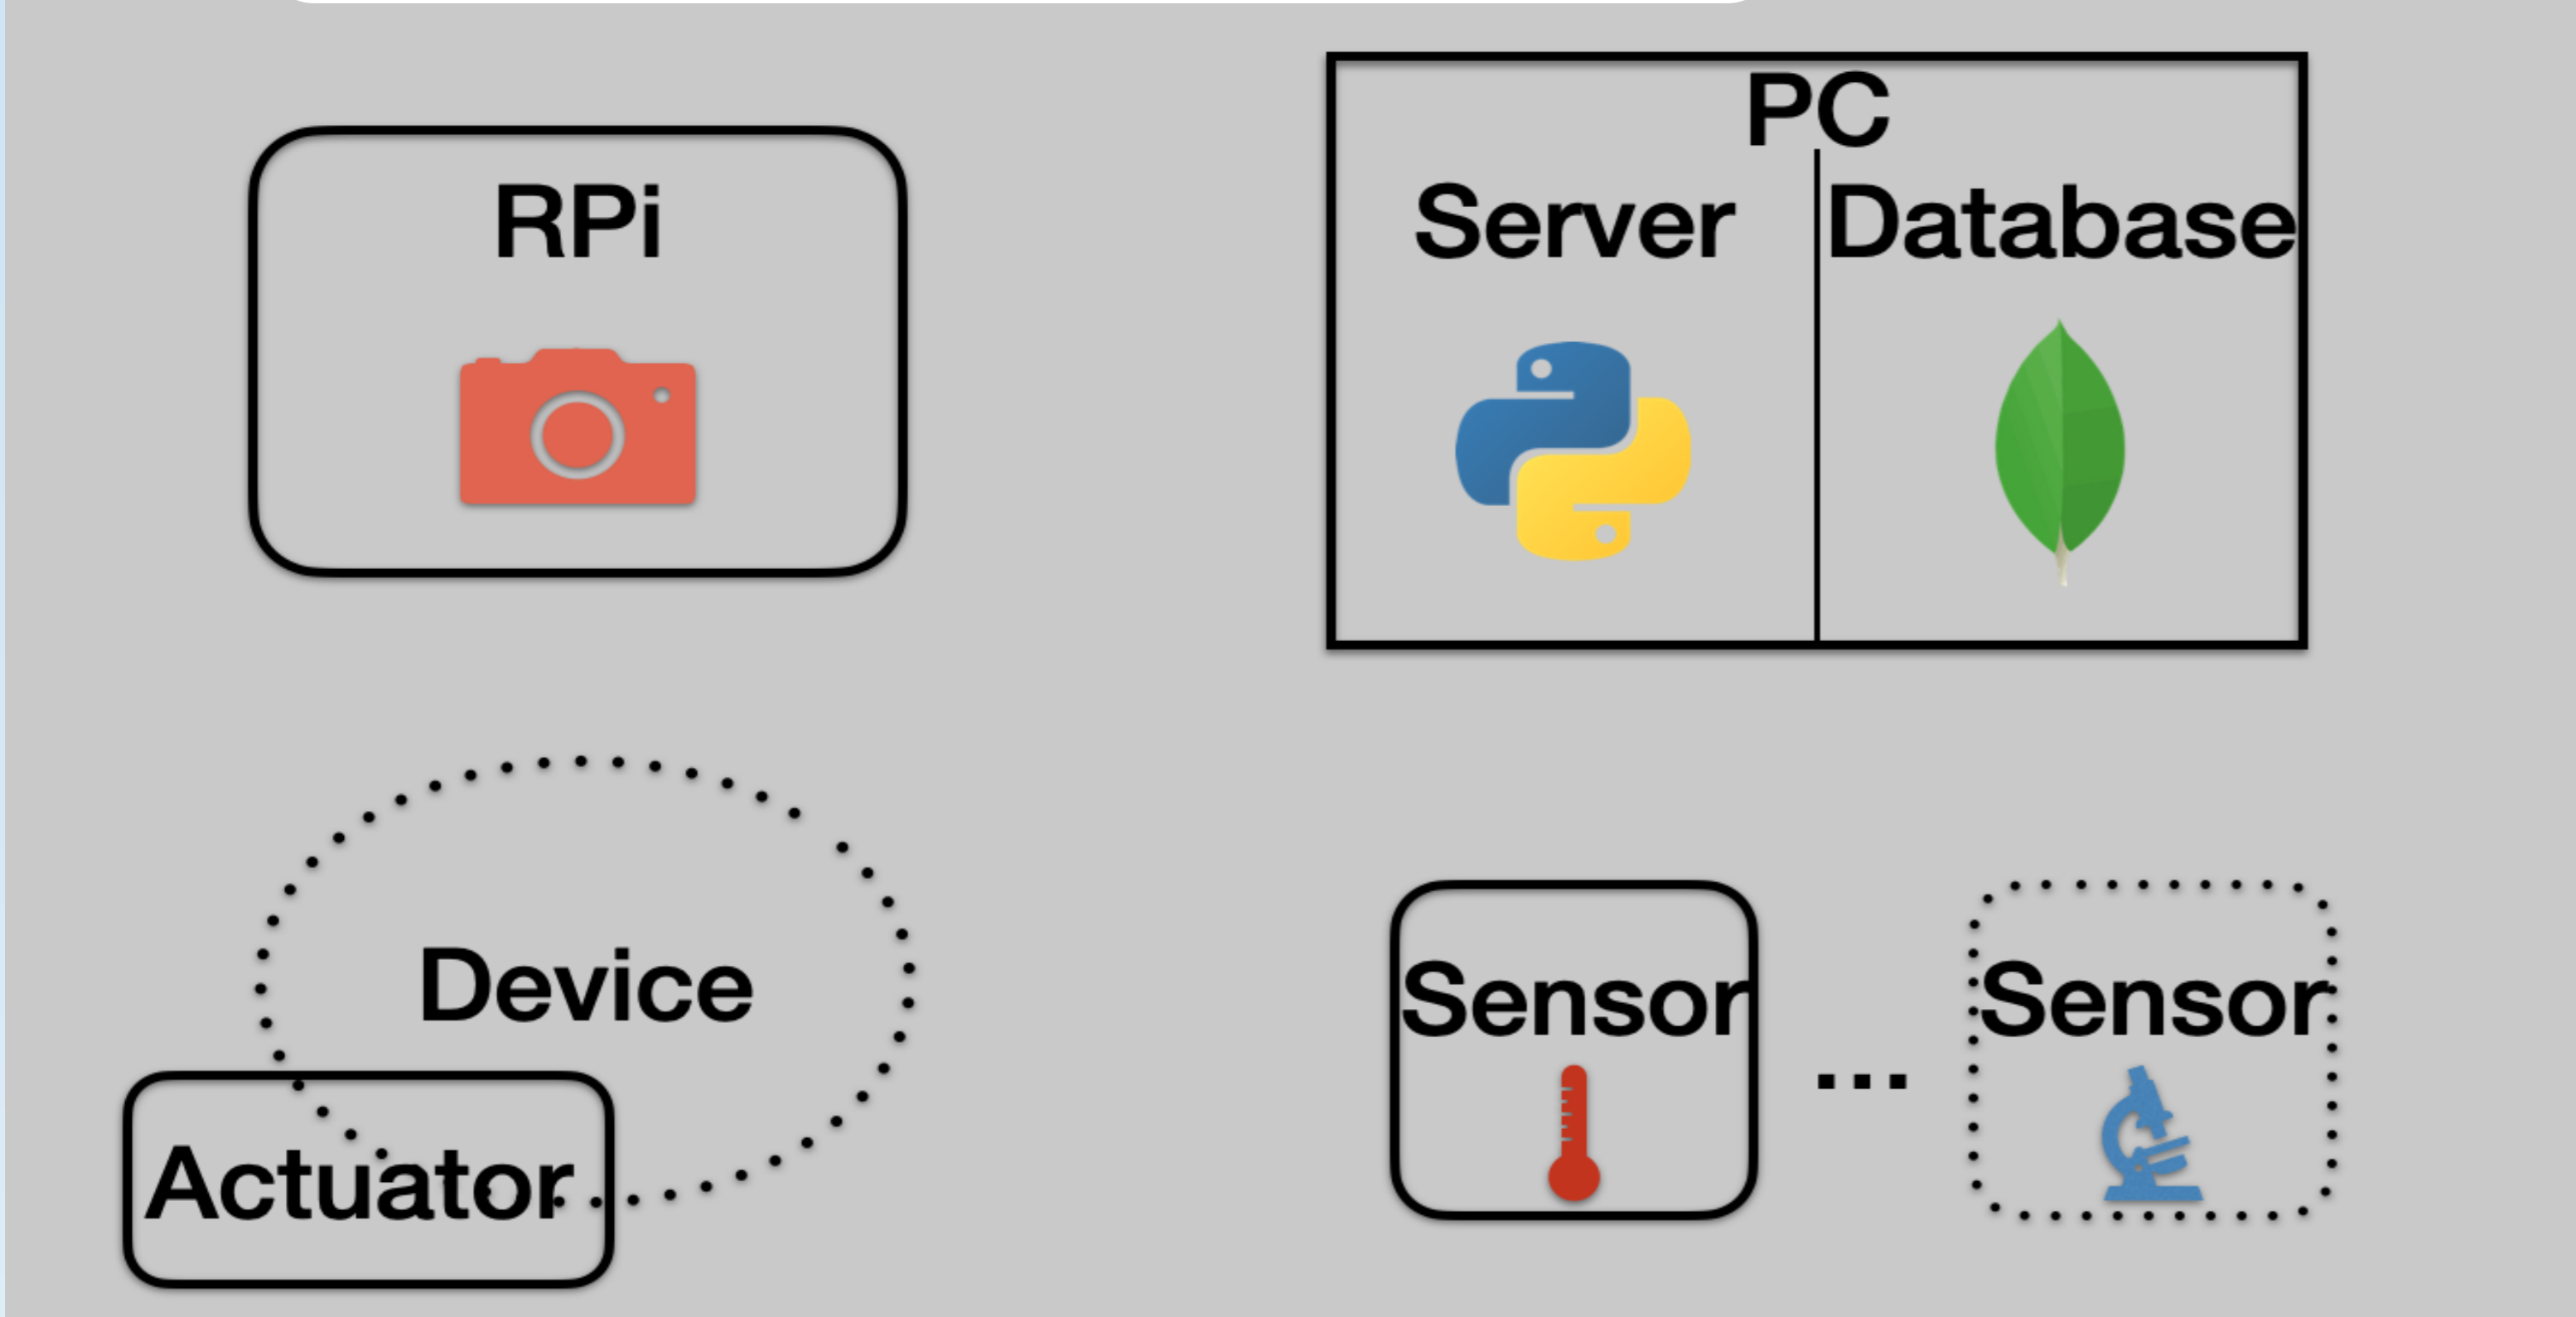 PC
RPi
Server
Database
Device
Actuator
Sensor
...
Sensor